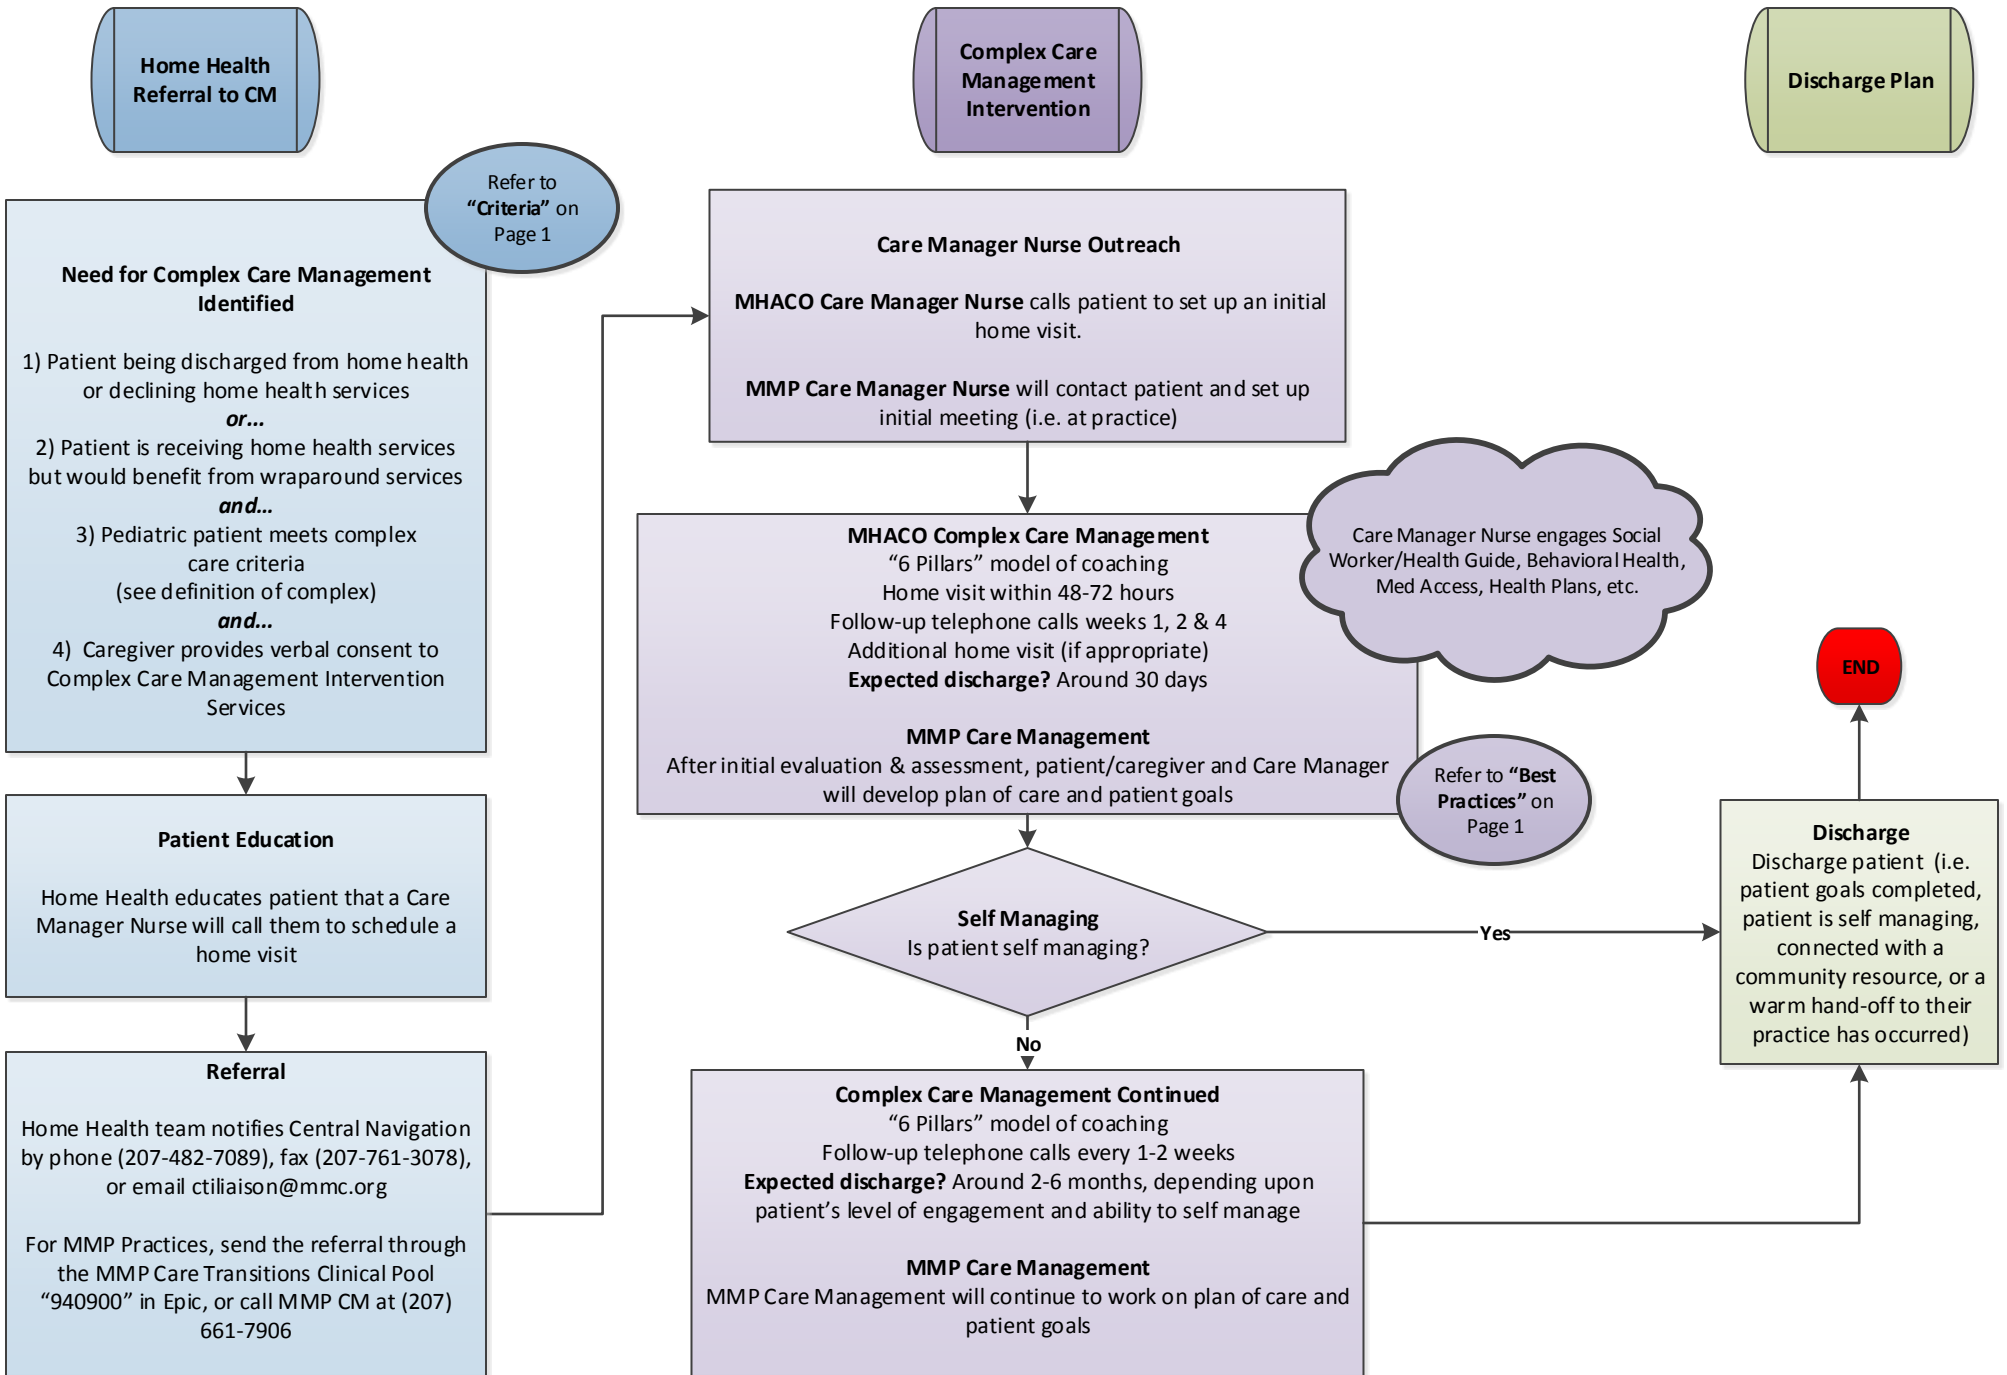 Home Health
Referral to CM
Complex Care
Management
Intervention
Discharge Plan
Refer to
“Criteria” on
Page 1
Need for Complex Care Management
Identified
1) Patient being discharged from home health
or declining home health services
or...
2) Patient is receiving home health services
but would benefit from wraparound services
and...
3) Pediatric patient meets complex
care criteria
(see definition of complex)
and...
4) Caregiver provides verbal consent to
Complex Care Management Intervention
Services
Patient Education
Home Health educates patient that a Care
Manager Nurse will call them to schedule a
home visit
Referral
Home Health team notifies Central Navigation
by phone (207-482-7089), fax (207-761-3078),
or email ctiliaison@mmc.org
For MMP Practices, send the referral through
the MMP Care Transitions Clinical Pool
“940900” in Epic, or call MMP CM at (207)
661-7906
Care Manager Nurse Outreach
MHACO Care Manager Nurse calls patient to set up an initial
home visit.
MMP Care Manager Nurse will contact patient and set up
initial meeting (i.e. at practice)
MHACO Complex Care Management
“6 Pillars” model of coaching
Home visit within 48-72 hours
Follow-up telephone calls weeks 1, 2 & 4
Additional home visit (if appropriate)
Expected discharge? Around 30 days
MMP Care Management
After initial evaluation & assessment, patient/caregiver and Care Manager
will develop plan of care and patient goals
Care Manager Nurse engages Social
Worker/Health Guide, Behavioral Health,
Med Access, Health Plans, etc.
Refer to “Best
Practices” on
Page 1
Self Managing
Is patient self managing?
Yes
No
Complex Care Management Continued
“6 Pillars” model of coaching
Follow-up telephone calls every 1-2 weeks
Expected discharge? Around 2-6 months, depending upon
patient’s level of engagement and ability to self manage
MMP Care Management
MMP Care Management will continue to work on plan of care and
patient goals
END
Discharge
Discharge patient (i.e.
patient goals completed,
patient is self managing,
connected with a
community resource, or a
warm hand-off to their
practice has occurred)